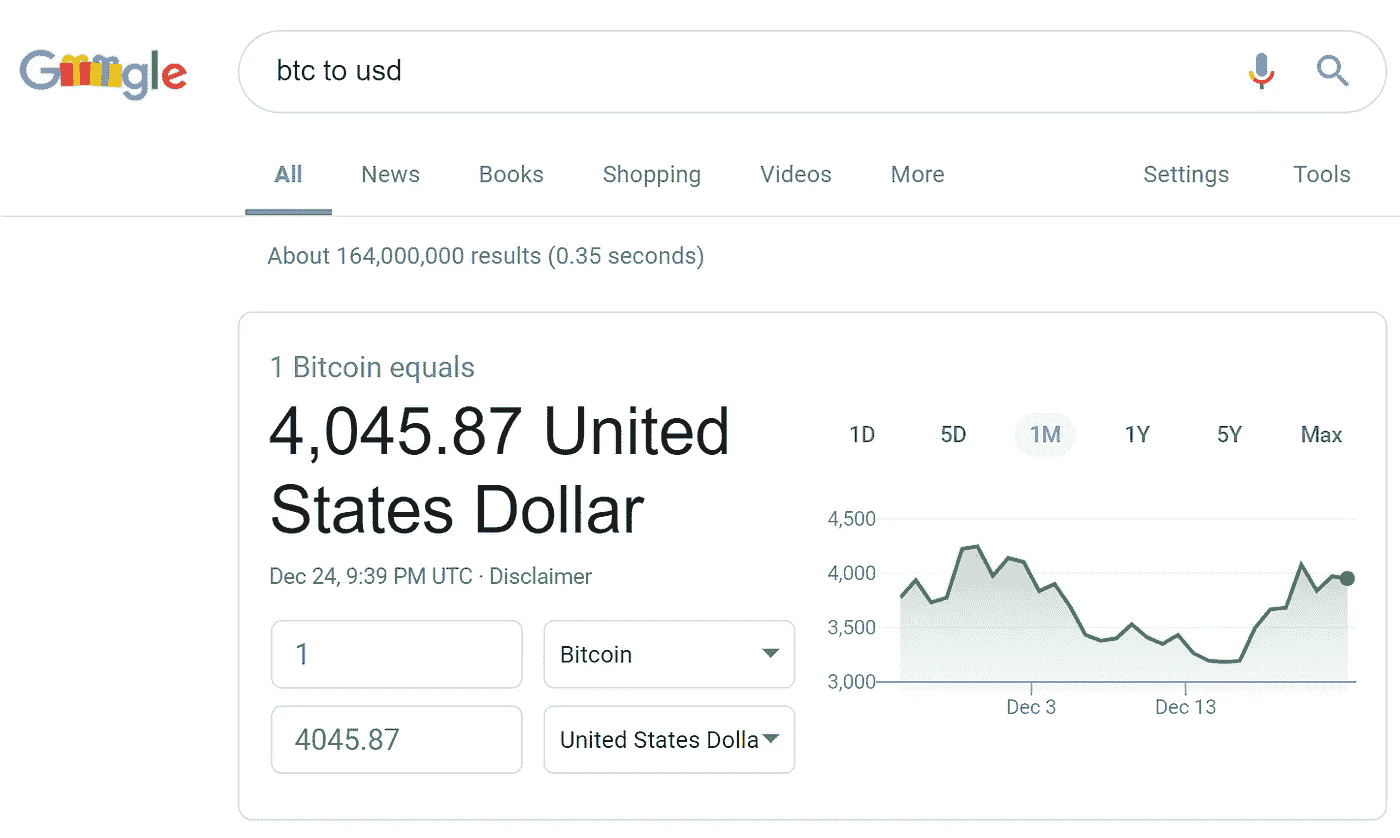 Google
btc to usd
All News Books Shopping Videos More Settings Tools
About 164,000,000 results (0.35 seconds)
1 Bitcoin equals
4,045.87 United
States Dollar
Dec 24, 9:39 PM UTC · Disclaimer
1 Bitcoin
4045.87 United States Dolla
1D 5D 1M 1Y 5Y Max
4,500
4,000
3,500
3,000
Dec 3 Dec 13